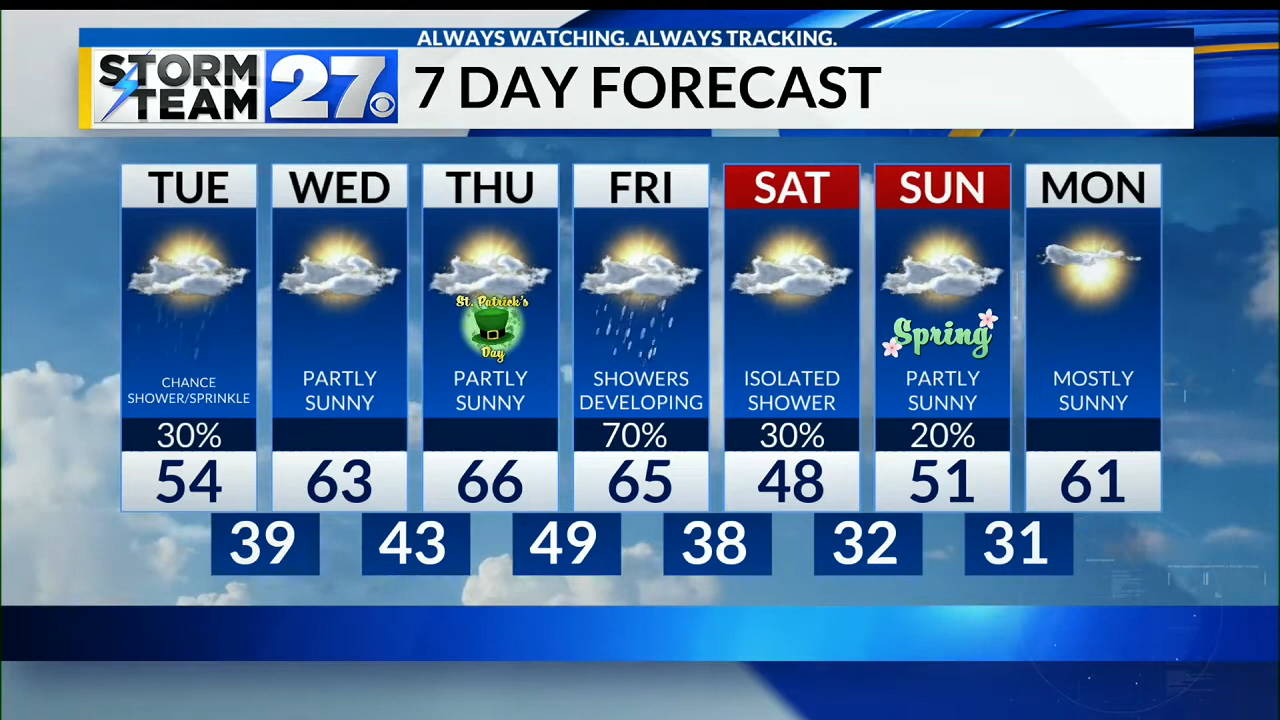 ALWAYS WATCHING. ALWAYS TRACKING.
STORM
TEAM
27
7 DAY FORECAST
TUE WED THU FRI SAT SUN MON
St. Patrick's
Day
Spring
CHANCE
SHOWER/SPRINKLE
PARTLY
SUNNY
PARTLY
SUNNY
SHOWERS
DEVELOPING
ISOLATED
SHOWER
PARTLY
SUNNY
MOSTLY
SUNNY
30% 70% 30% 20%
54 63 66 65 48 51 61
39 43 49 38 32 31